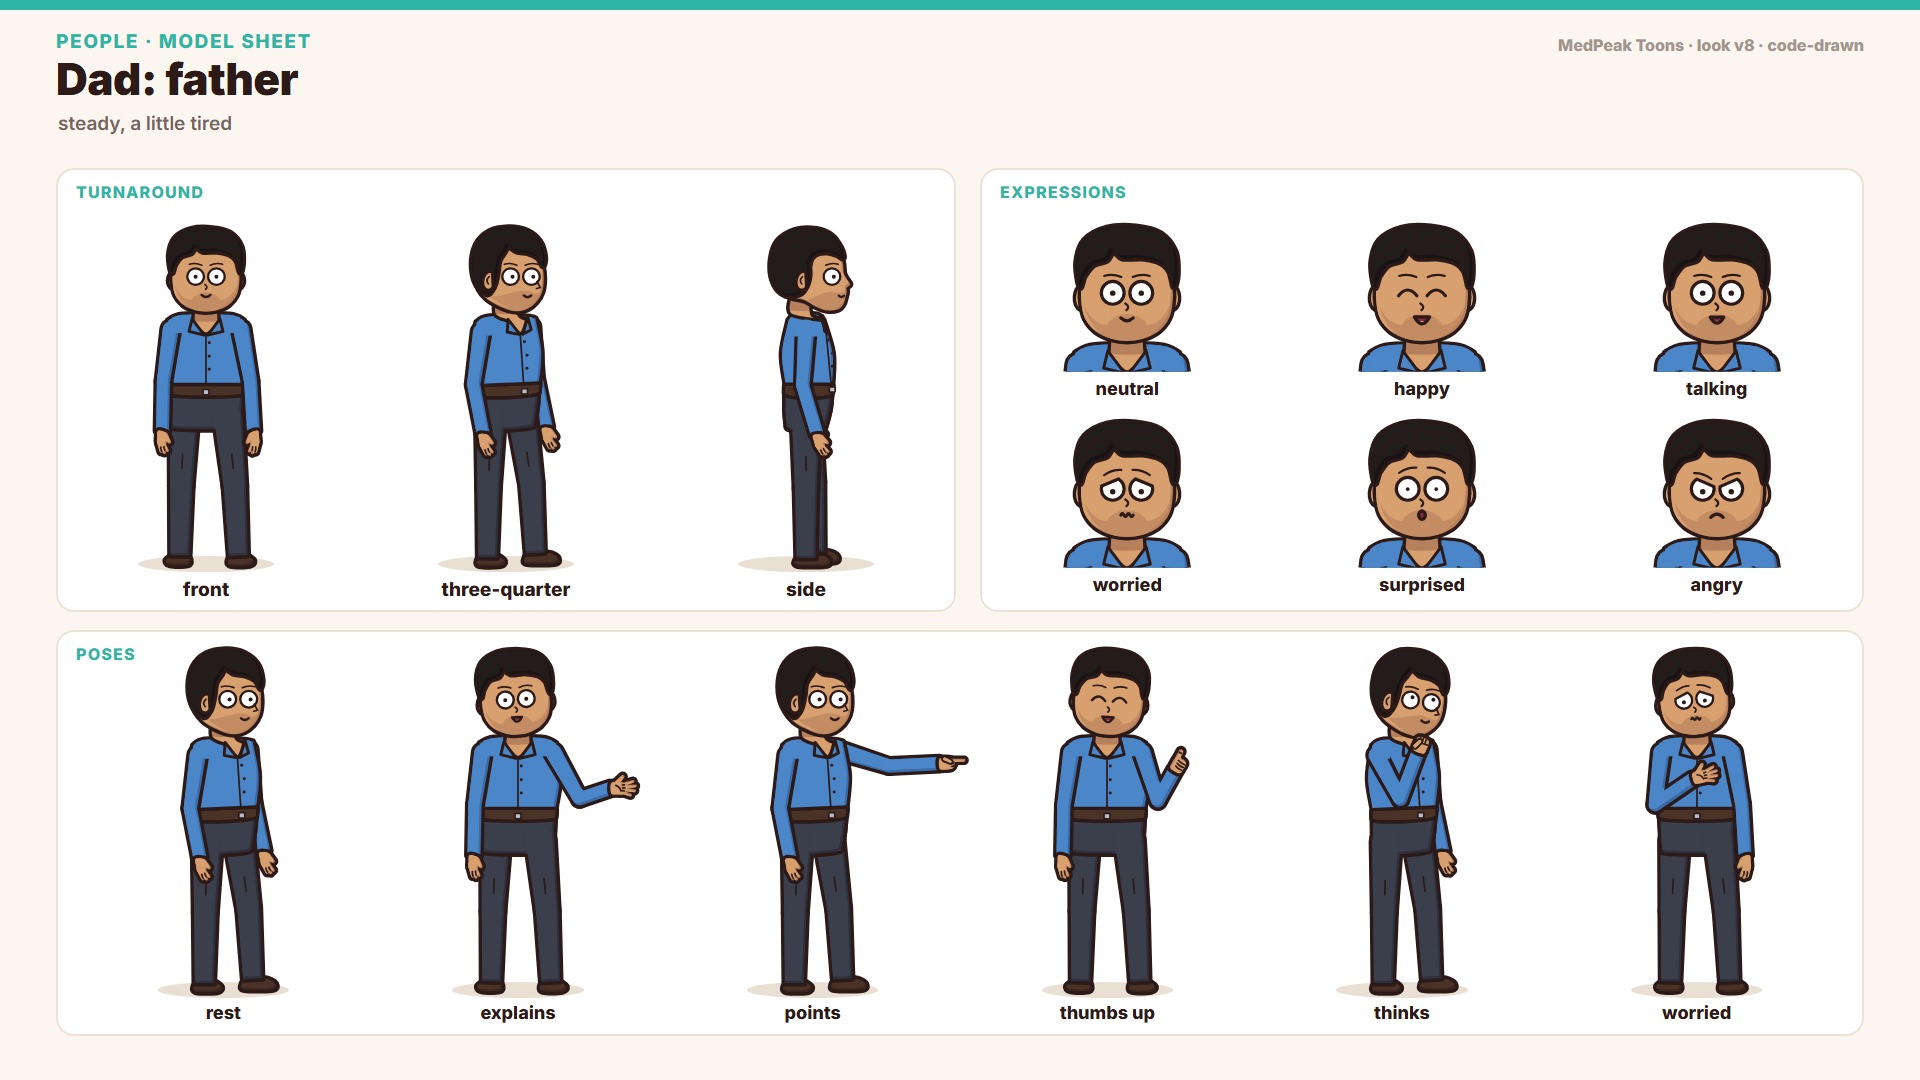 PEOPLE · MODEL SHEET
MedPeak Toons · look v8 · code-drawn
Dad: father
steady, a little tired
TURNAROUND
front
three-quarter
side
EXPRESSIONS
neutral
happy
talking
worried
surprised
angry
POSES
rest
explains
points
thumbs up
thinks
worried